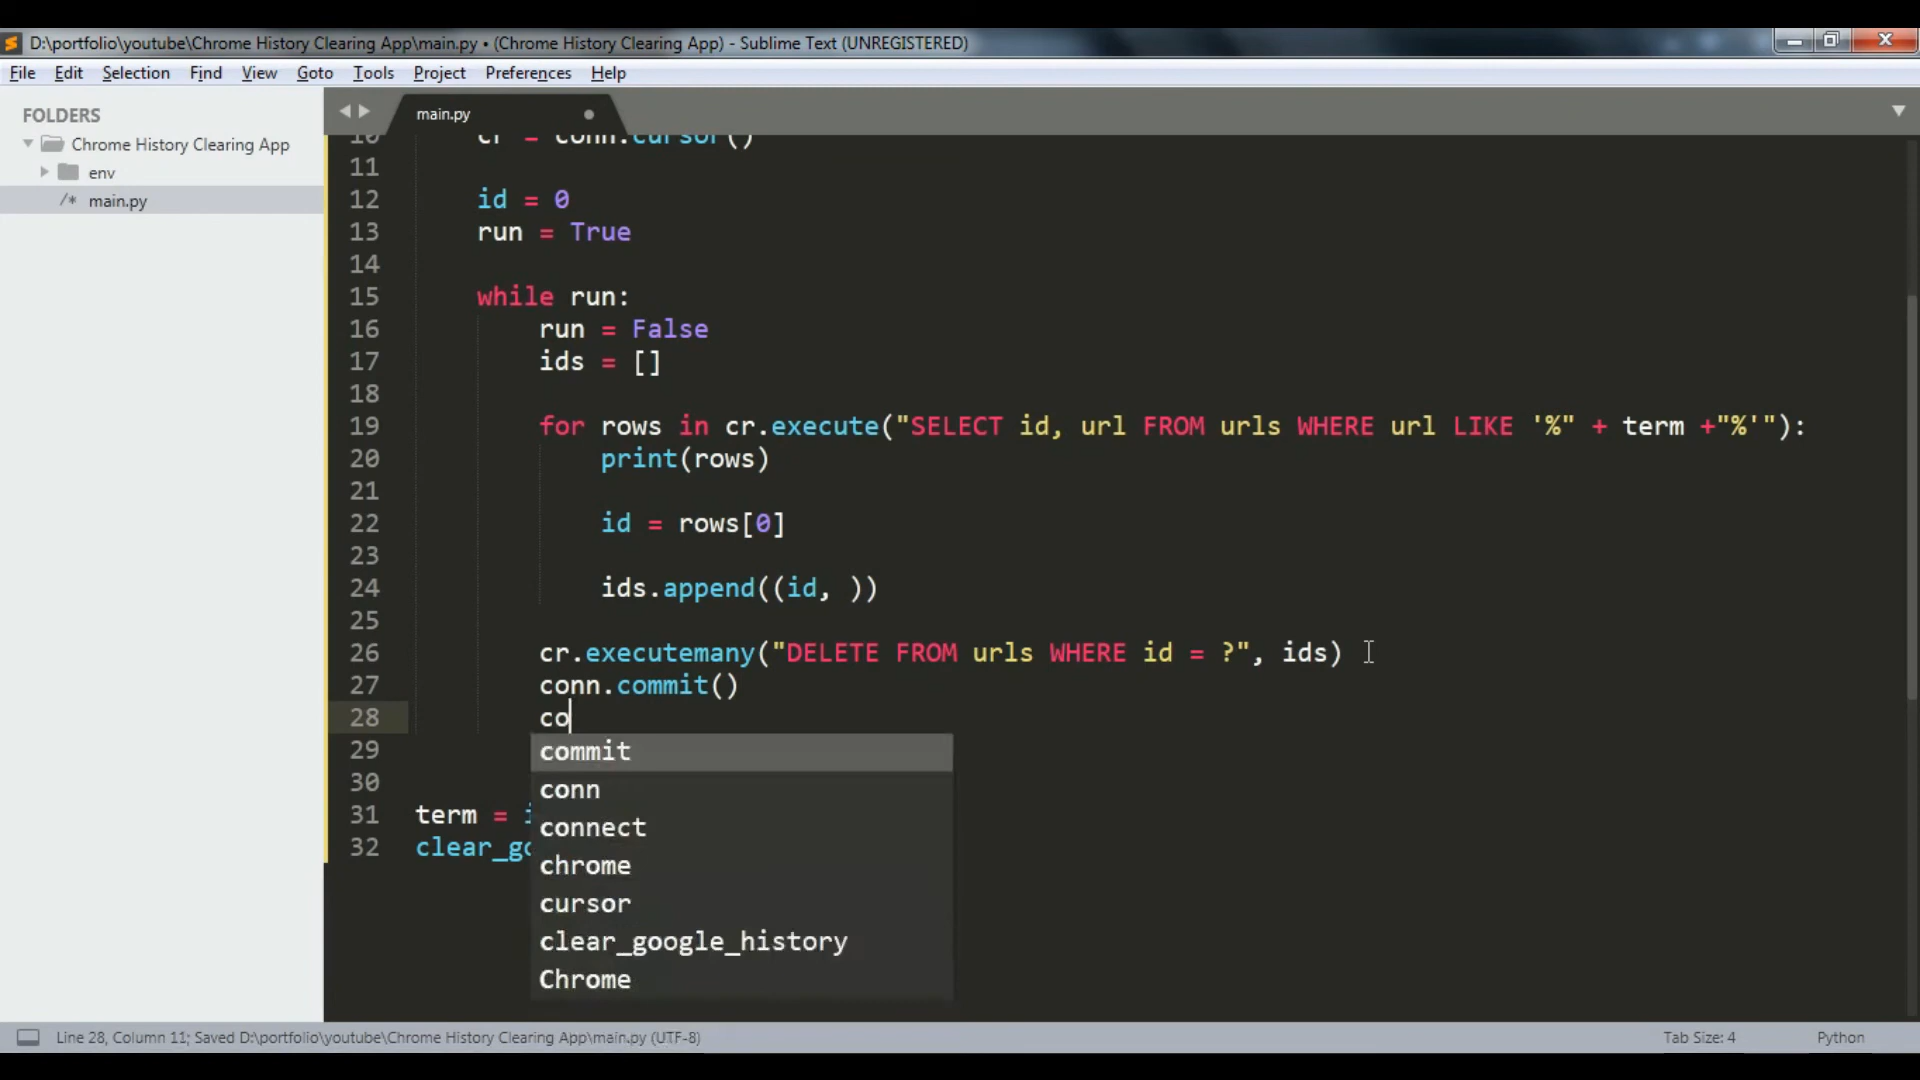 D:\portfolio\youtube\Chrome History Clearing App\main.py • (Chrome History Clearing App) - Sublime Text (UNREGISTERED)
File Edit Selection Find View Goto Tools Project Preferences Help
FOLDERS
Chrome History Clearing App
env
/* main.py
main.py
10 cr = conn.cursor()
11
12 id = 0
13 run = True
14
15 while run:
16 run = False
17 ids = []
18
19 for rows in cr.execute("SELECT id, url FROM urls WHERE url LIKE '%" + term +"%'"):
20 print(rows)
21
22 id = rows[0]
23
24 ids.append((id, ))
25
26 cr.executemany("DELETE FROM urls WHERE id = ?", ids)
27 conn.commit()
28 co
29
30
31 term =
32 clear_go
commit
conn
connect
chrome
cursor
clear_google_history
Chrome
Line 28, Column 11; Saved D:\portfolio\youtube\Chrome History Clearing App\main.py (UTF-8)
Tab Size: 4 Python